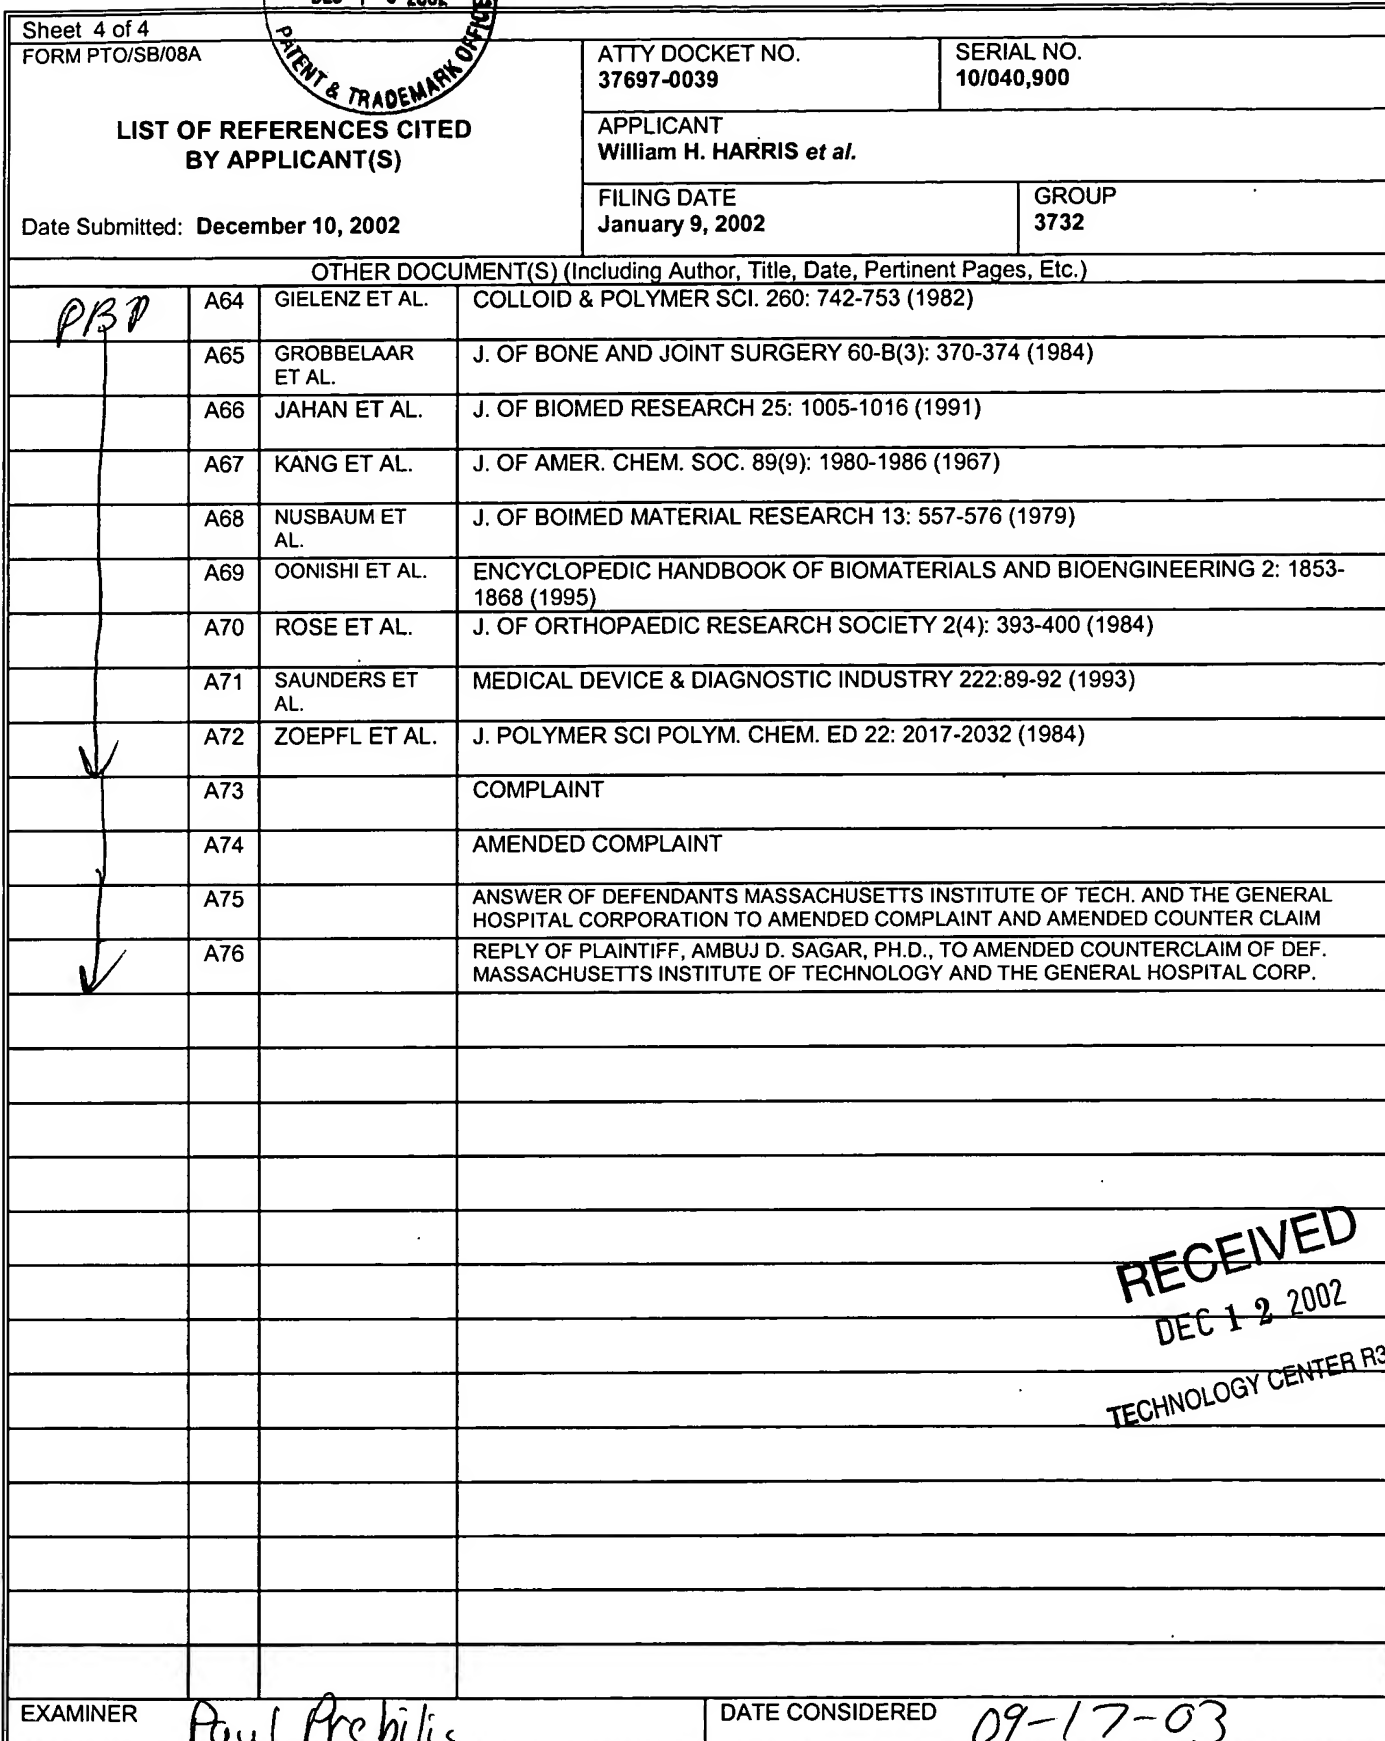 Sheet 4 of 4
FORM PTO/SB/08A
2002
PATENT & TRADEMARK OFFICE
LIST OF REFERENCES CITED
BY APPLICANT(S)
Date Submitted: December 10, 2002
ATTY DOCKET NO.
37697-0039
SERIAL NO.
10/040,900
APPLICANT
William H. HARRIS et al.
FILING DATE
January 9, 2002
GROUP
3732
OTHER DOCUMENT(S) (Including Author, Title, Date, Pertinent Pages, Etc.)
PBP
A64 GIELENZ ET AL. COLLOID & POLYMER SCI. 260: 742-753 (1982)
A65 GROBBELAAR J. OF BONE AND JOINT SURGERY 60-B(3): 370-374 (1984)
ET AL.
A66 JAHAN ET AL. J. OF BIOMED RESEARCH 25: 1005-1016 (1991)
A67 KANG ET AL. J. OF AMER. CHEM. SOC. 89(9): 1980-1986 (1967)
A68 NUSBAUM ET J. OF BOIMED MATERIAL RESEARCH 13: 557-576 (1979)
AL.
A69 OONISHI ET AL. ENCYCLOPEDIC HANDBOOK OF BIOMATERIALS AND BIOENGINEERING 2: 1853-
1868 (1995)
A70 ROSE ET AL. J. OF ORTHOPAEDIC RESEARCH SOCIETY 2(4): 393-400 (1984)
A71 SAUNDERS ET MEDICAL DEVICE & DIAGNOSTIC INDUSTRY 222:89-92 (1993)
AL.
A72 ZOEPFL ET AL. J. POLYMER SCI POLYM. CHEM. ED 22: 2017-2032 (1984)
A73 COMPLAINT
A74 AMENDED COMPLAINT
A75 ANSWER OF DEFENDANTS MASSACHUSETTS INSTITUTE OF TECH. AND THE GENERAL
HOSPITAL CORPORATION TO AMENDED COMPLAINT AND AMENDED COUNTER CLAIM
A76 REPLY OF PLAINTIFF, AMBUJ D. SAGAR, PH.D., TO AMENDED COUNTERCLAIM OF DEF.
MASSACHUSETTS INSTITUTE OF TECHNOLOGY AND THE GENERAL HOSPITAL CORP.
RECEIVED
DEC 12 2002
TECHNOLOGY CENTER R3
EXAMINER Paul Prebilic DATE CONSIDERED 09-17-03